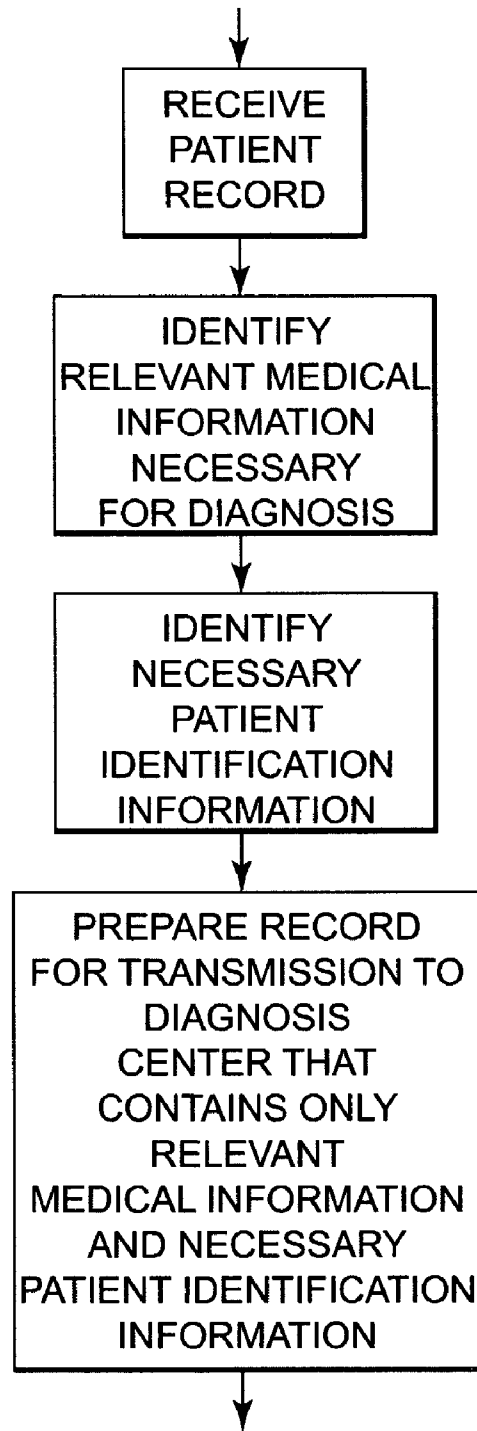 RECEIVE
PATIENT
RECORD
IDENTIFY
RELEVANT MEDICAL
INFORMATION
NECESSARY
FOR DIAGNOSIS
IDENTIFY
NECESSARY
PATIENT
IDENTIFICATION
INFORMATION
PREPARE RECORD
FOR TRANSMISSION TO
DIAGNOSIS
CENTER THAT
CONTAINS ONLY
RELEVANT
MEDICAL INFORMATION
AND NECESSARY
PATIENT IDENTIFICATION
INFORMATION